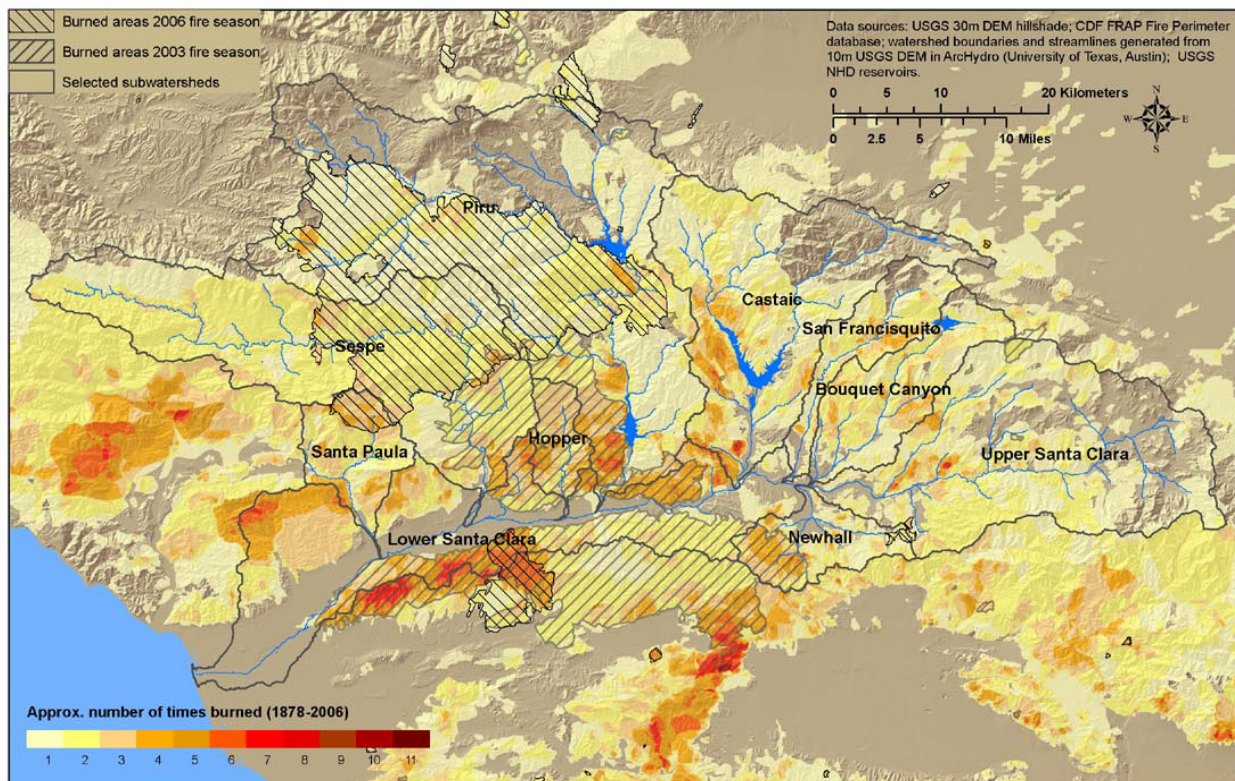 Burned areas 2006 fire season
Burned areas 2003 fire season
Selected subwatersheds
Data sources: USGS 30m DEM hillshade; CDF FRAP Fire Perimeter
database; watershed boundaries and streamlines generated from
10m USGS DEM in ArcHydro (University of Texas, Austin); USGS
NHD reservoirs.
0 5 10 20 Kilometers
0 2.5 5 10 Miles
N
W E
S
Piru
Castaic
San Francisquito
Sespe
Bouquet Canyon
Hopper
Santa Paula
Upper Santa Clara
Lower Santa Clara
Newhall
Approx. number of times burned (1878-2006)
1 2 3 4 5 6 7 8 9 10 11